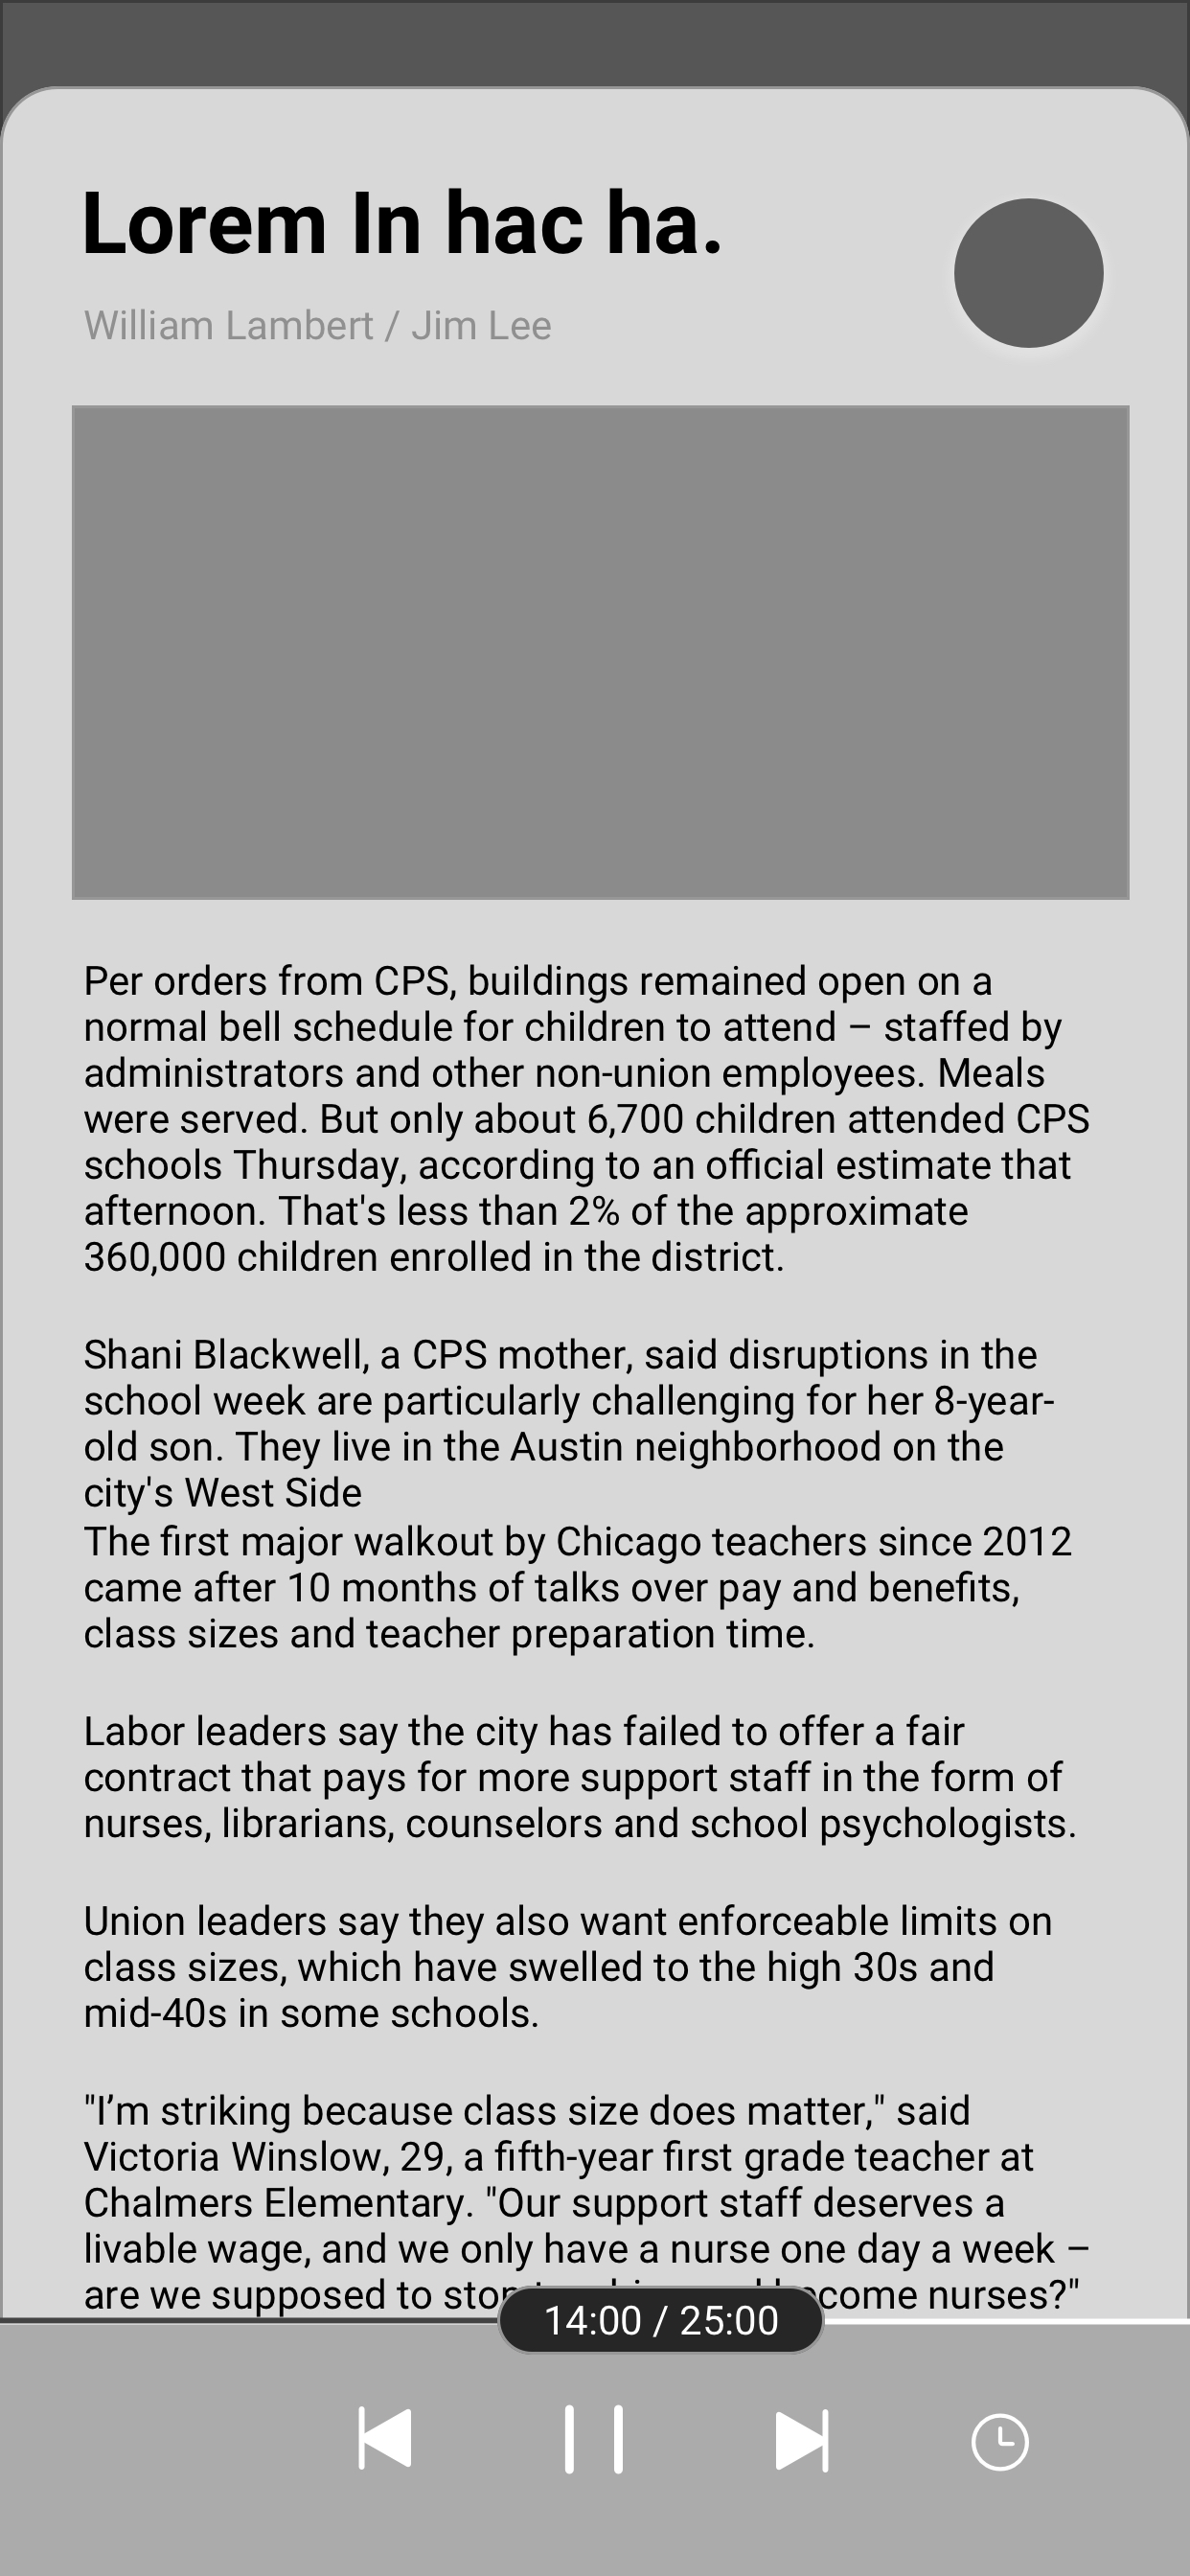 Lorem In hac ha.
William Lambert / Jim Lee
Per orders from CPS, buildings remained open on a
normal bell schedule for children to attend – staffed by
administrators and other non-union employees. Meals
were served. But only about 6,700 children attended CPS
schools Thursday, according to an official estimate that
afternoon. That's less than 2% of the approximate
360,000 children enrolled in the district.
Shani Blackwell, a CPS mother, said disruptions in the
school week are particularly challenging for her 8-year-
old son. They live in the Austin neighborhood on the
city's West Side
The first major walkout by Chicago teachers since 2012
came after 10 months of talks over pay and benefits,
class sizes and teacher preparation time.
Labor leaders say the city has failed to offer a fair
contract that pays for more support staff in the form of
nurses, librarians, counselors and school psychologists.
Union leaders say they also want enforceable limits on
class sizes, which have swelled to the high 30s and
mid-40s in some schools.
"I’m striking because class size does matter," said
Victoria Winslow, 29, a fifth-year first grade teacher at
Chalmers Elementary. "Our support staff deserves a
livable wage, and we only have a nurse one day a week –
are we supposed to nurses?"
14:00 / 25:00